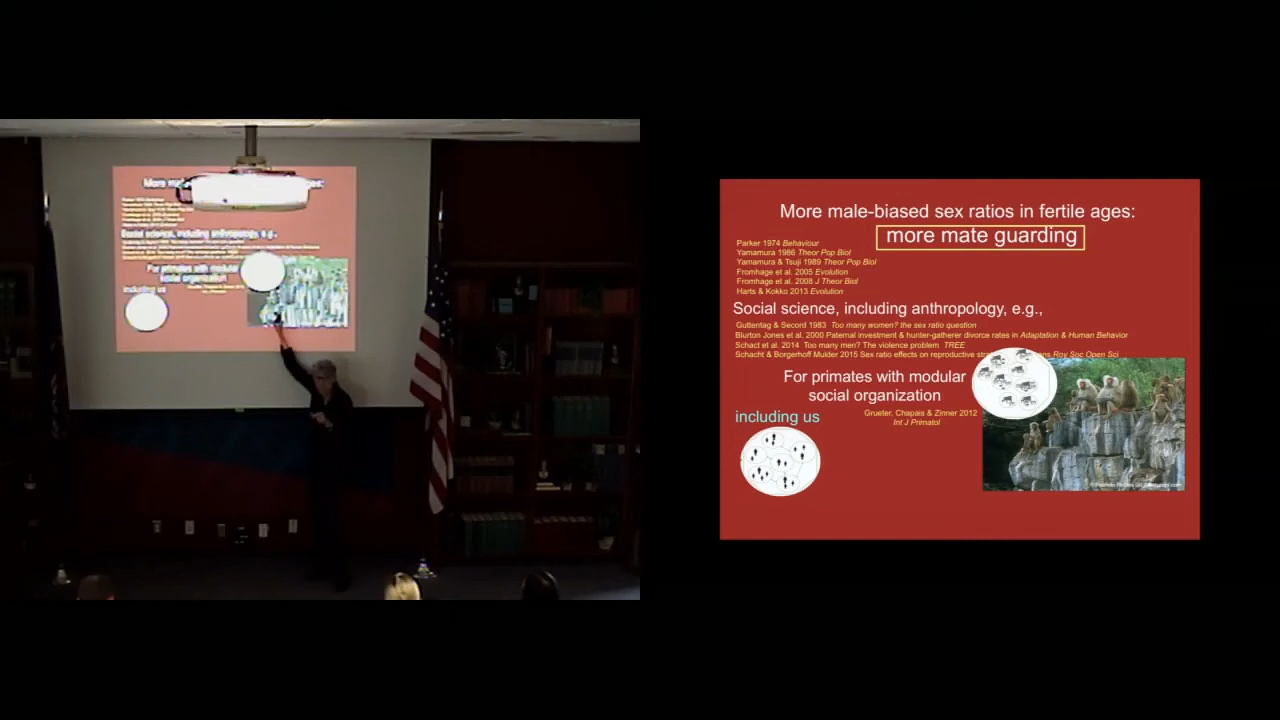 More male-biased sex ratios in fertile ages:
more mate guarding
Parker 1974 Behaviour
Yamamura 1986 Theor Pop Biol
Yamamura & Tsuji 1989 Theor Pop Biol
Fromhage et al. 2005 Evolution
Fromhage et al. 2008 J Theor Biol
Harts & Kokko 2013 Evolution
Social science, including anthropology, e.g.,
Guttentag & Secord 1983 Too many women? the sex ratio question
Blurton Jones et al. 2000 Paternal investment & hunter-gatherer divorce rates in Adaptation & Human Behavior
Schact et al. 2014 Too many men? The violence problem TREE
Schacht & Borgerhoff Mulder 2015 Sex ratio effects on reproductive Roy Soc Open Sci
For primates with modular
social organization
including us
Grueter, Chapais & Zinner 2012
Int J Primatol